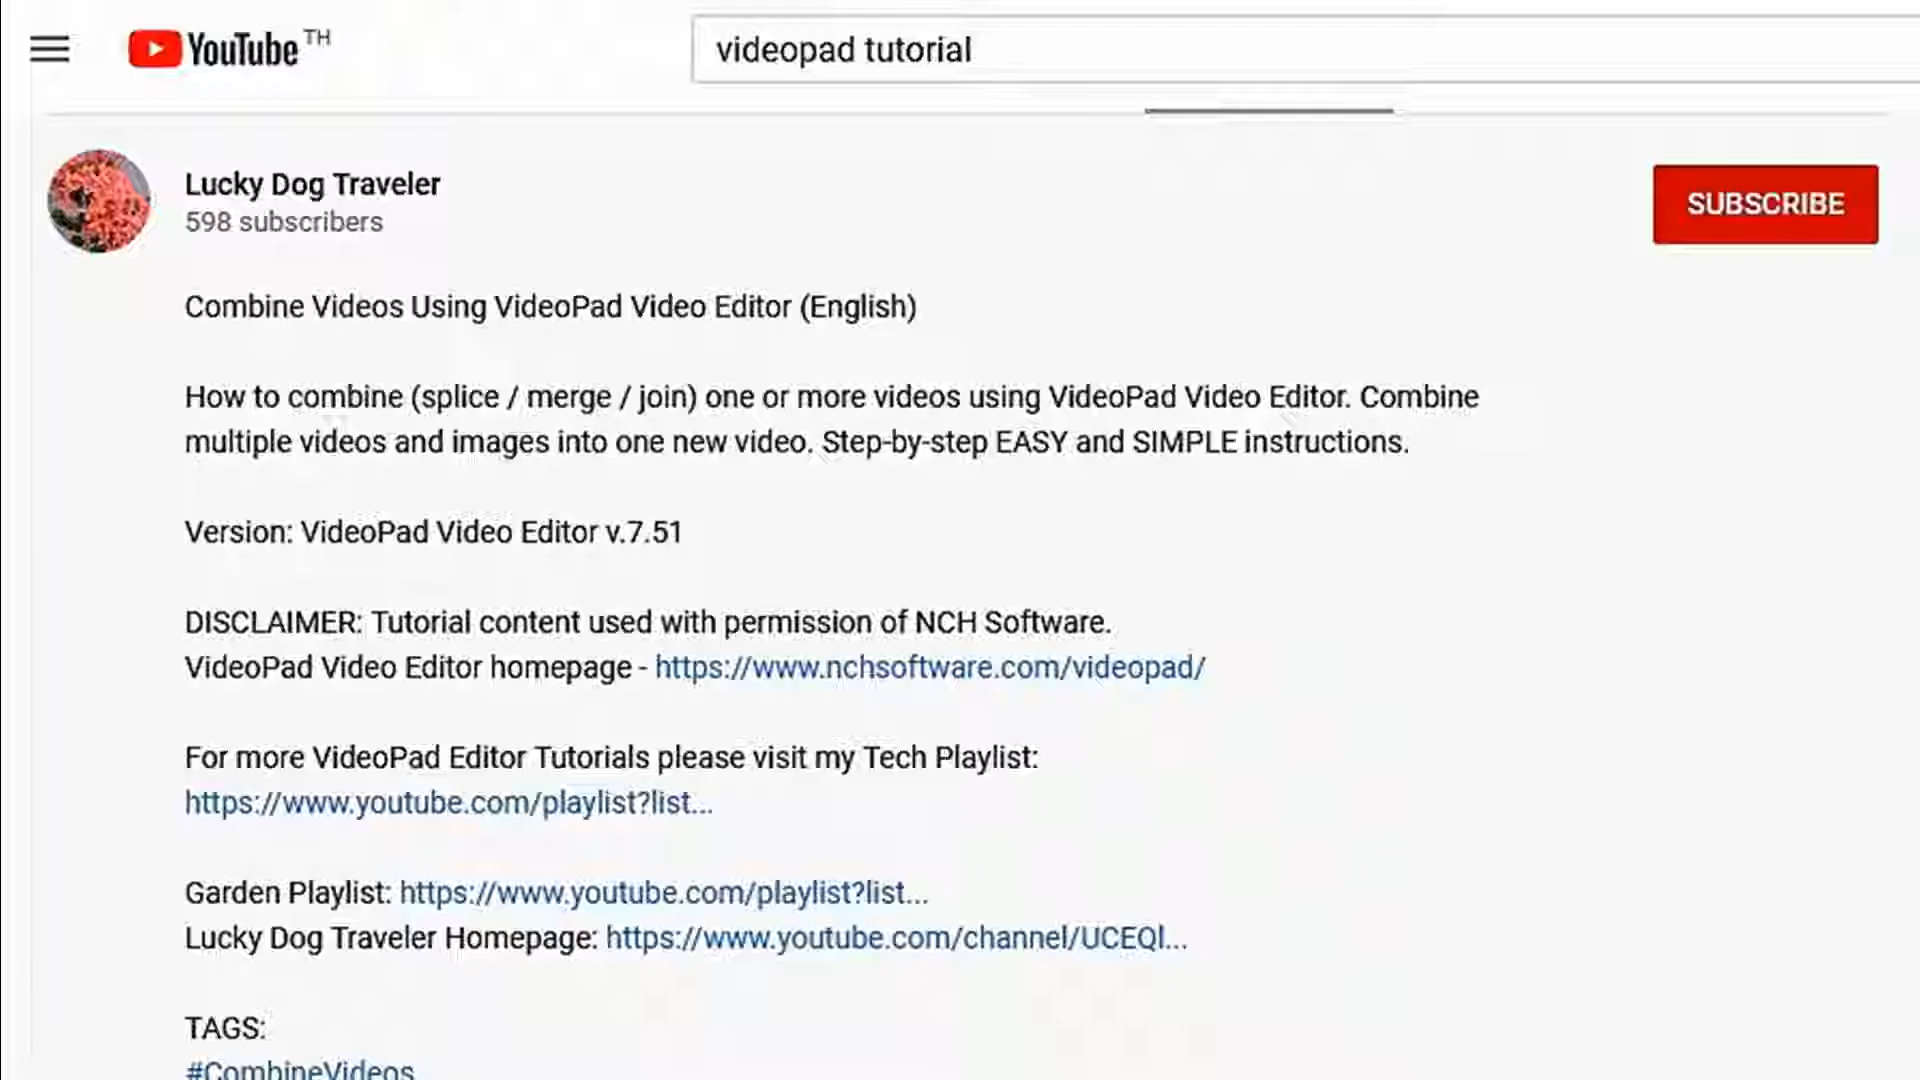 YouTube TH
videopad tutorial
Lucky Dog Traveler
598 subscribers
SUBSCRIBE
Combine Videos Using VideoPad Video Editor (English)
How to combine (splice / merge / join) one or more videos using VideoPad Video Editor. Combine
multiple videos and images into one new video. Step-by-step EASY and SIMPLE instructions.
Version: VideoPad Video Editor v.7.51
DISCLAIMER: Tutorial content used with permission of NCH Software.
VideoPad Video Editor homepage - https://www.nchsoftware.com/videopad/
For more VideoPad Editor Tutorials please visit my Tech Playlist:
https://www.youtube.com/playlist?list...
Garden Playlist: https://www.youtube.com/playlist?list...
Lucky Dog Traveler Homepage: https://www.youtube.com/channel/UCEQl...
TAGS:
#CombineVideos